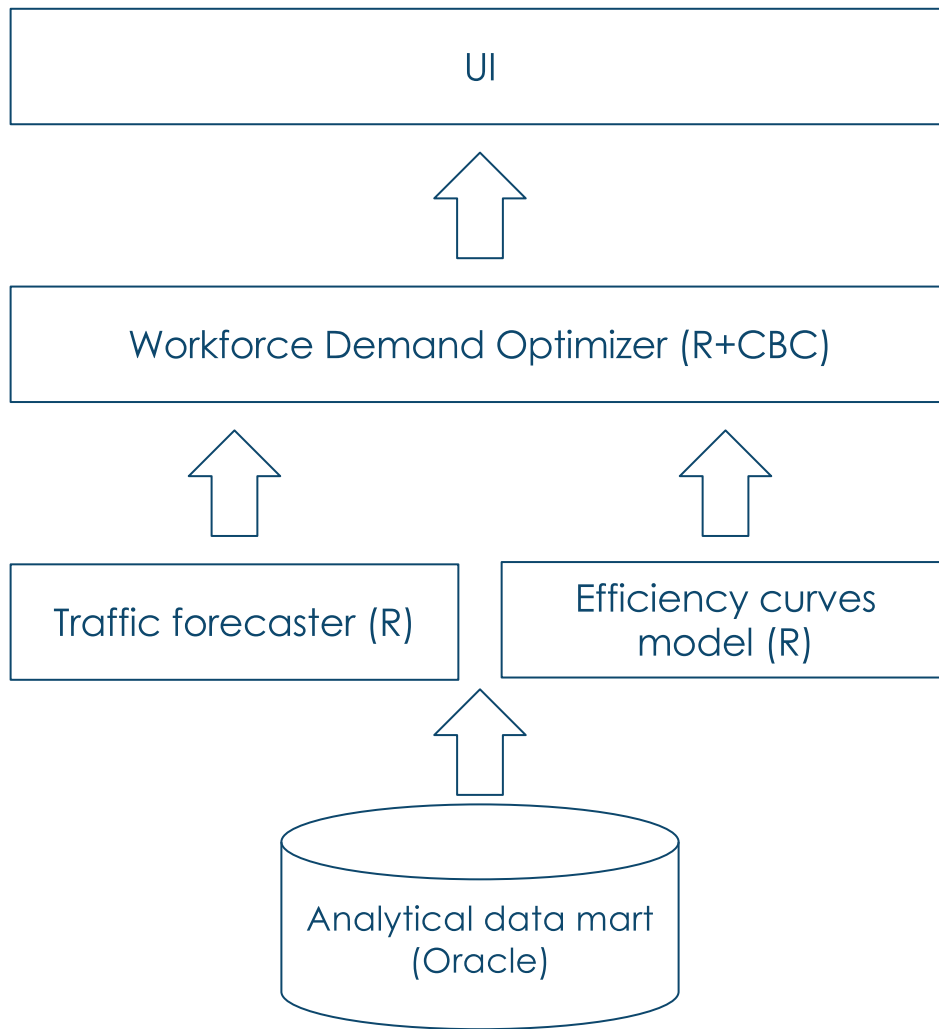 UI
Workforce Demand Optimizer (R+CBC)
Traffic forecaster (R)
Efficiency curves
model (R)
Analytical data mart
(Oracle)